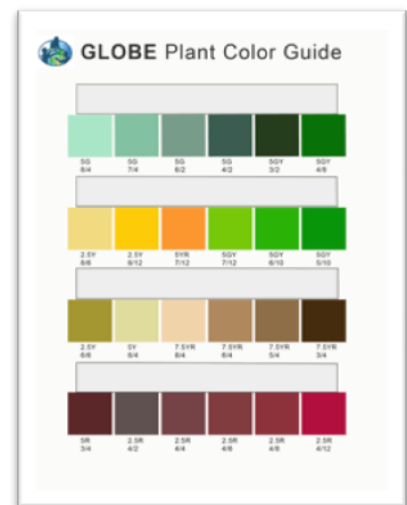 GLOBE Plant Color Guide
5G 5G 5G 5G 5GY 5GY
8/4 7/4 6/2 4/2 3/2 4/8
2.5Y 2.5Y 5YR 5GY 5GY 5GY
8/6 8/12 7/12 7/12 6/10 5/10
2.5Y 5Y 7.5YR 7.5YR 7.5YR 7.5YR
6/8 8/4 8/4 6/4 5/4 3/4
5R 2.5R 2.5R 2.5R 2.5R 2.5R
3/4 4/2 4/4 4/6 4/8 4/12